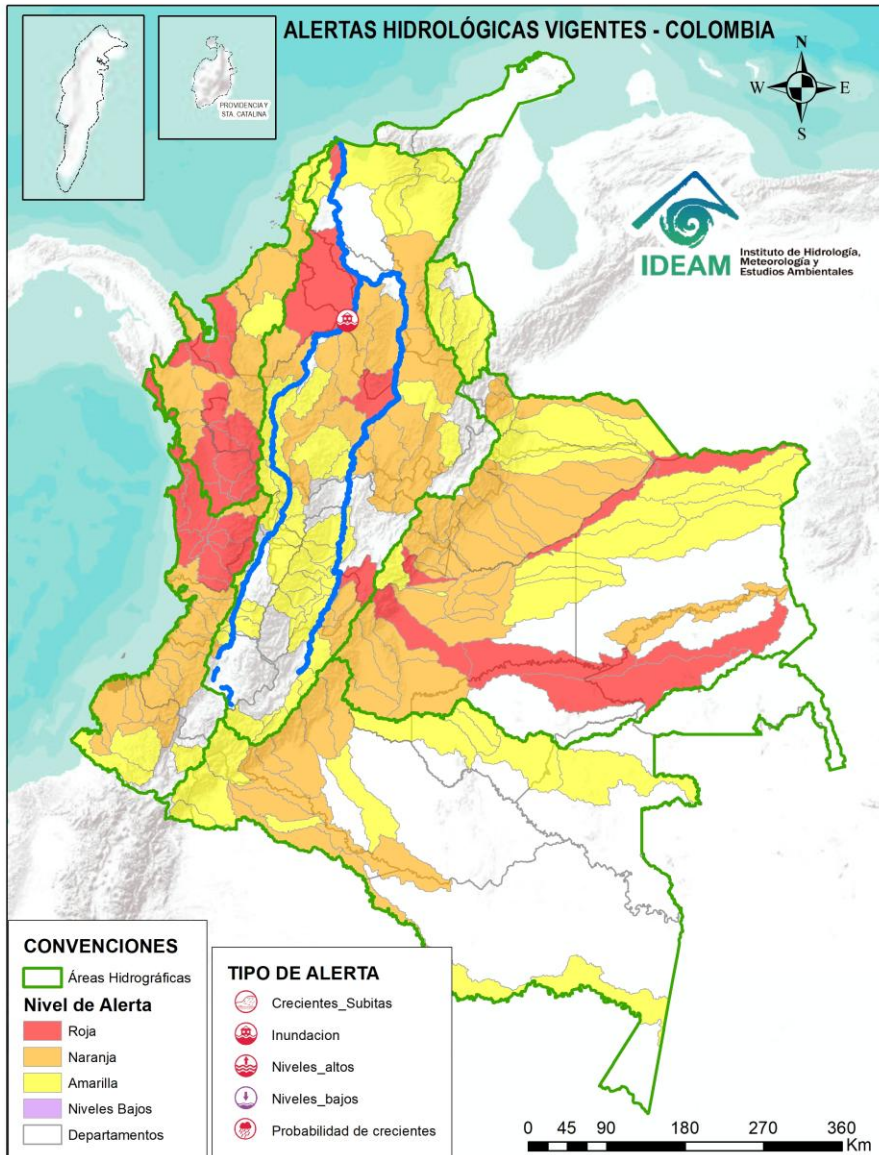 ALERTAS HIDROLÓGICAS VIGENTES - COLOMBIA
N
W
E
S
PROVIDENCIA Y
STA. CATALINA
IDEAM
Instituto de Hidrología,
Meteorología y
Estudios Ambientales
CONVENCIONES
Áreas Hidrográficas
Nivel de Alerta
Roja
Naranja
Amarilla
Niveles Bajos
Departamentos
TIPO DE ALERTA
Crecientes_Subitas
Inundacion
Niveles_altos
Niveles_bajos
Probabilidad de crecientes
0 45 90 180 270 360
Km